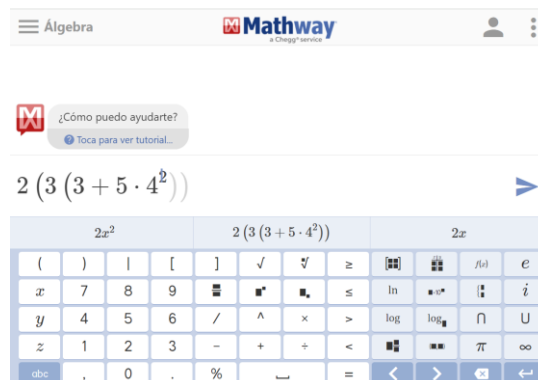 Álgebra
Mathway
a Chegg® service
¿Cómo puedo ayudarte?
Toca para ver tutorial...
2 (3 (3 + 5 · 4²))
2x² 2 (3 (3 + 5 · 4²)) 2x
( ) | [ ] √ ∛ ≥ f(x) e
x 7 8 9 ≤ ln i
y 4 5 6 / ^ × > log log ∩ U
z 1 2 3 - + ÷ < π ∞
abc , 0 . % =